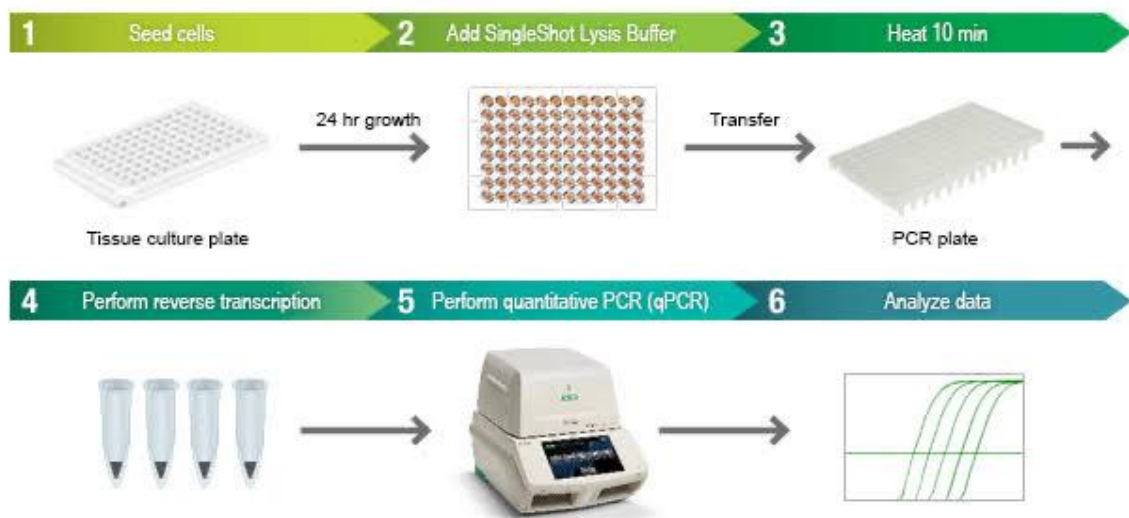 1 Seed cells
2 Add SingleShot Lysis Buffer
3 Heat 10 min
24 hr growth
Transfer
Tissue culture plate
PCR plate
4 Perform reverse transcription
5 Perform quantitative PCR (qPCR)
6 Analyze data